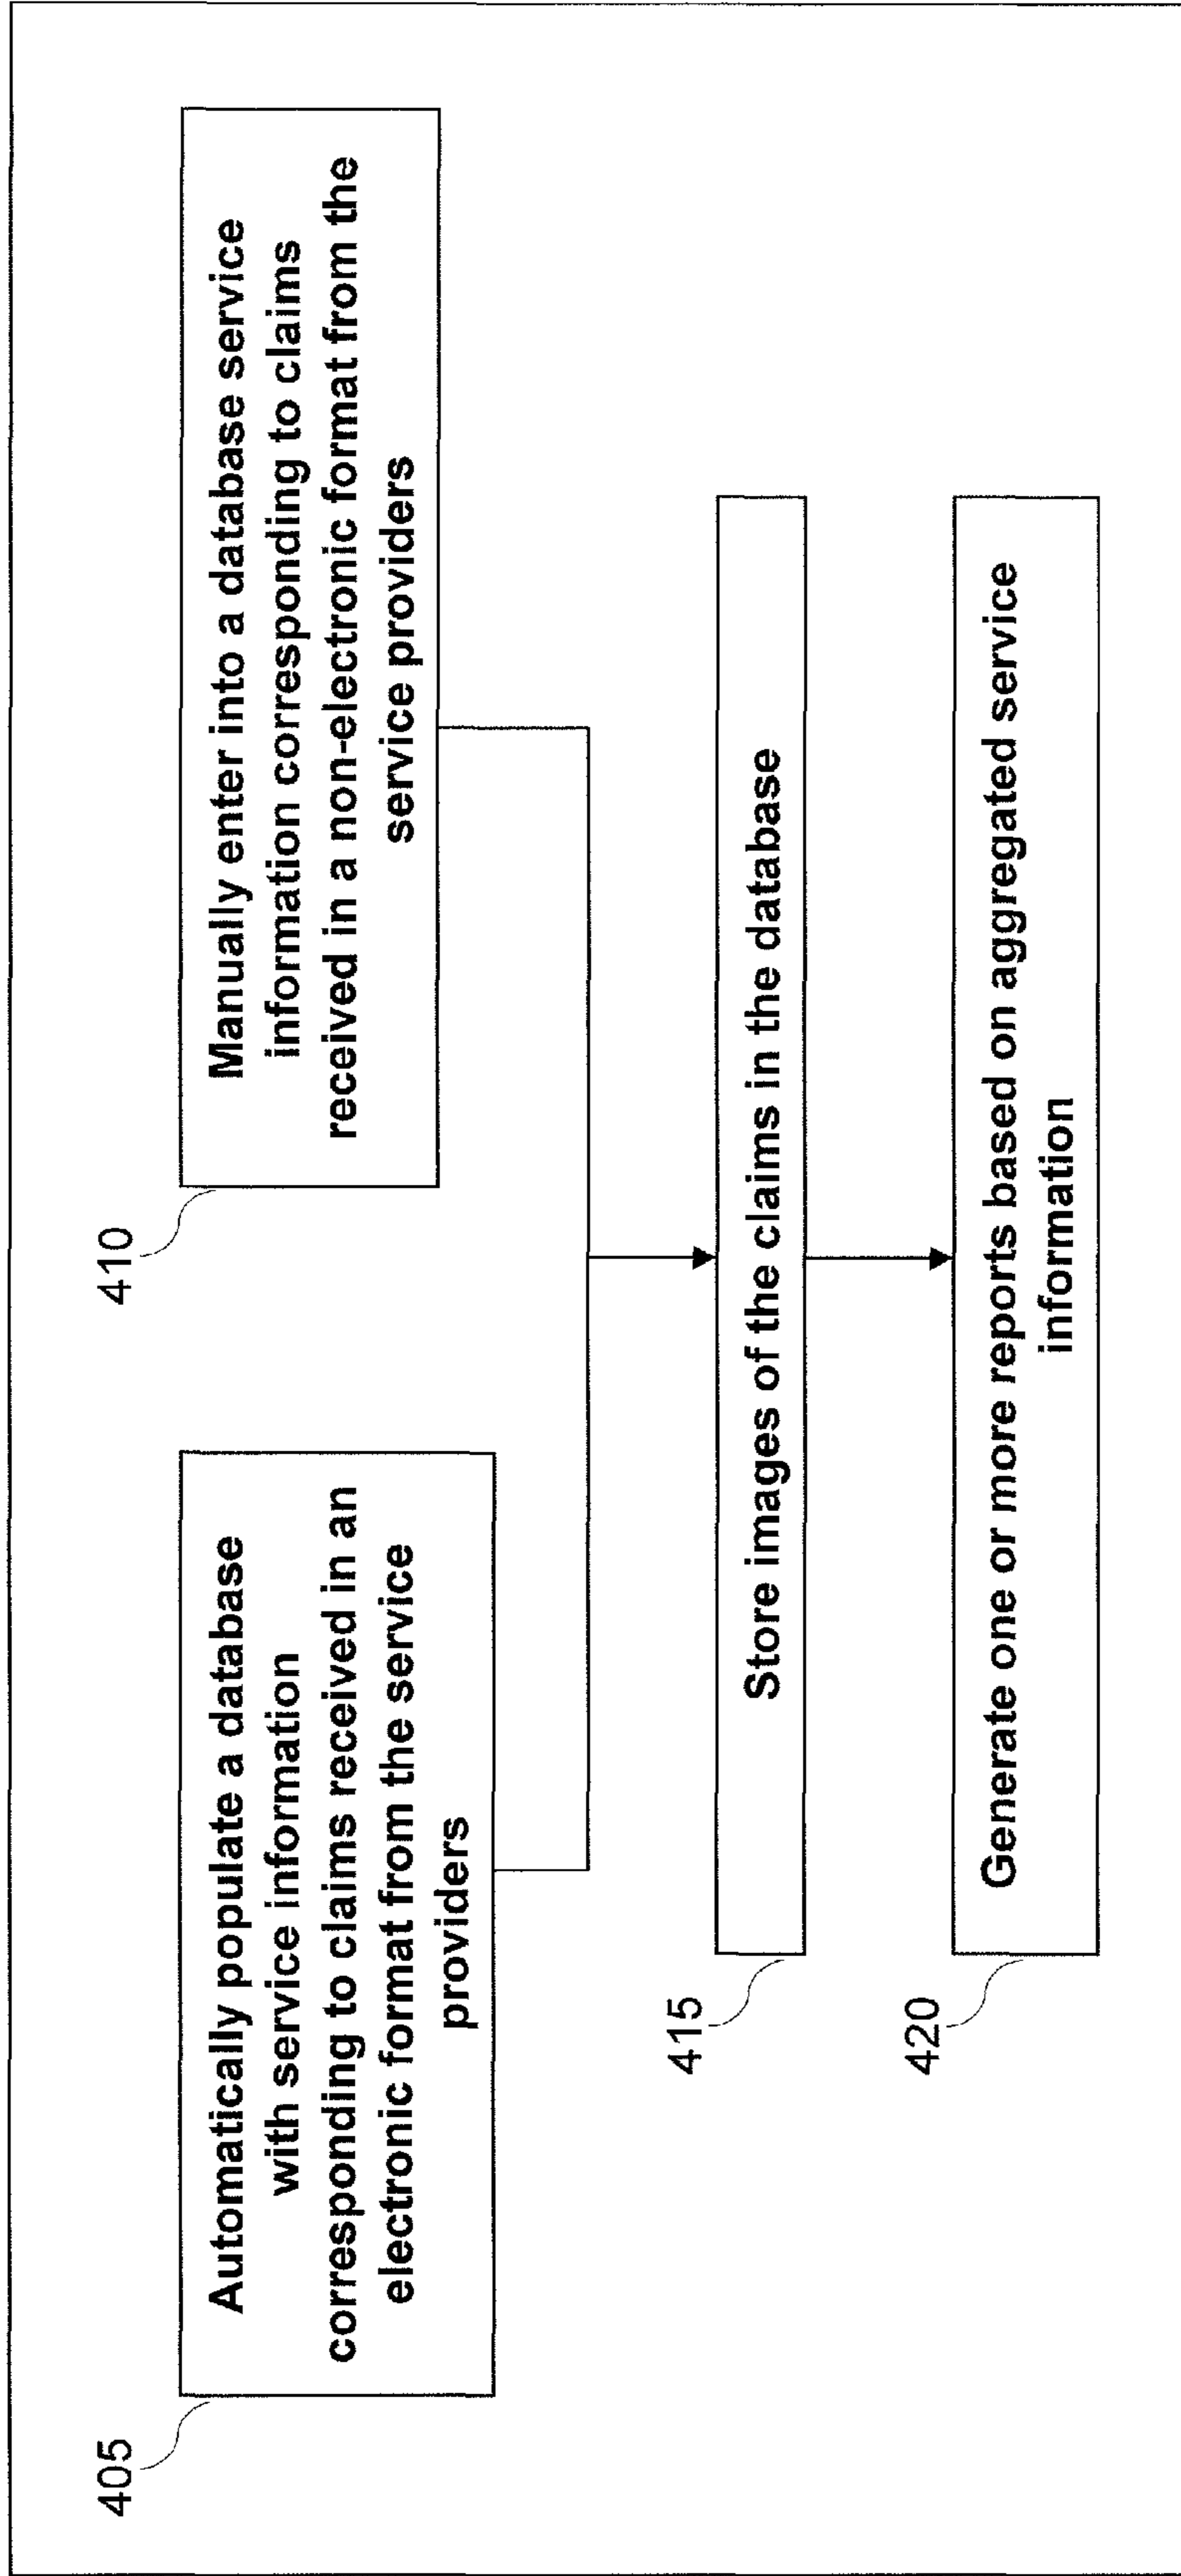 405
Automatically populate a database
with service information
corresponding to claims received in an
electronic format from the service
providers
410
Manually enter into a database service
information corresponding to claims
received in a non-electronic format from the
service providers
415
Store images of the claims in the database
420
Generate one or more reports based on aggregated service
information